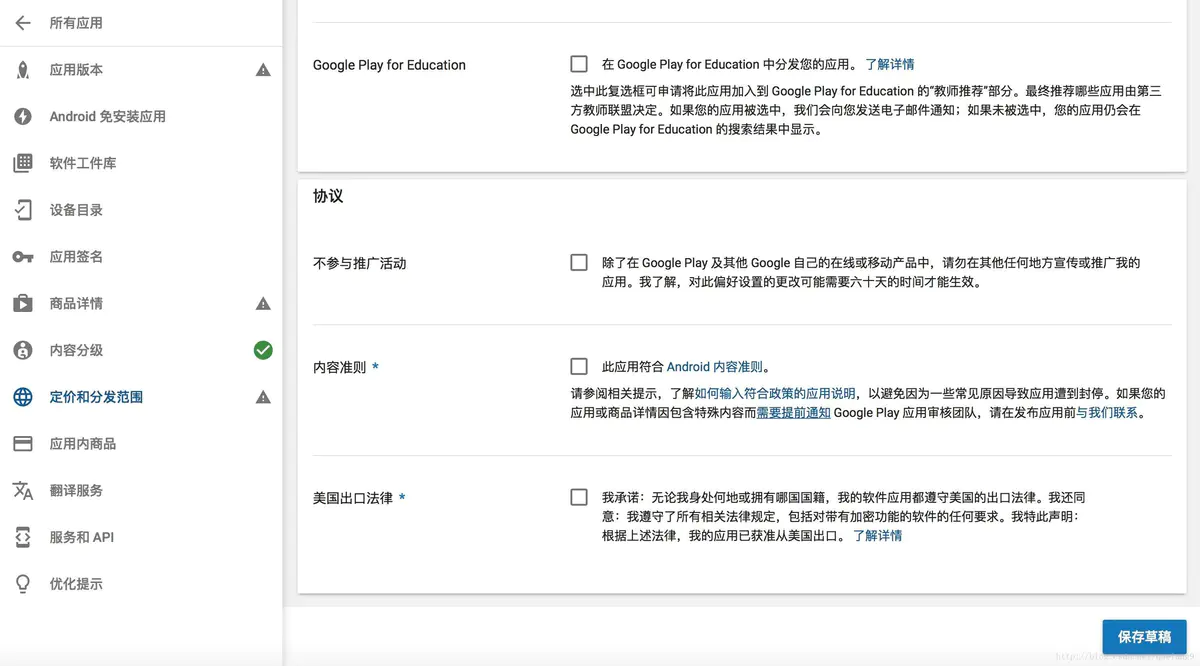 所有应用
应用版本
Android 免安装应用
软件工件库
设备目录
应用签名
商品详情
内容分级
定价和分发范围
应用内商品
翻译服务
服务和 API
优化提示
Google Play for Education
在 Google Play for Education 中分发您的应用。 了解详情
选中此复选框可申请将此应用加入到 Google Play for Education 的“教师推荐”部分。最终推荐哪些应用由第三
方教师联盟决定。如果您的应用被选中，我们会向您发送电子邮件通知；如果未被选中，您的应用仍会在
Google Play for Education 的搜索结果中显示。
协议
不参与推广活动
除了在 Google Play 及其他 Google 自己的在线或移动产品中，请勿在其他任何地方宣传或推广我的
应用。我了解，对此偏好设置的更改可能需要六十天的时间才能生效。
内容准则 *
此应用符合 Android 内容准则。
请参阅相关提示，了解如何输入符合政策的应用说明，以避免因为一些常见原因导致应用遭到封停。如果您的
应用或商品详情因包含特殊内容而需要提前通知 Google Play 应用审核团队，请在发布应用前与我们联系。
美国出口法律 *
我承诺：无论我身处何地或拥有哪国国籍，我的软件应用都遵守美国的出口法律。我还同
意：我遵守了所有相关法律规定，包括对带有加密功能的软件的任何要求。我特此声明：
根据上述法律，我的应用已获准从美国出口。 了解详情
保存草稿